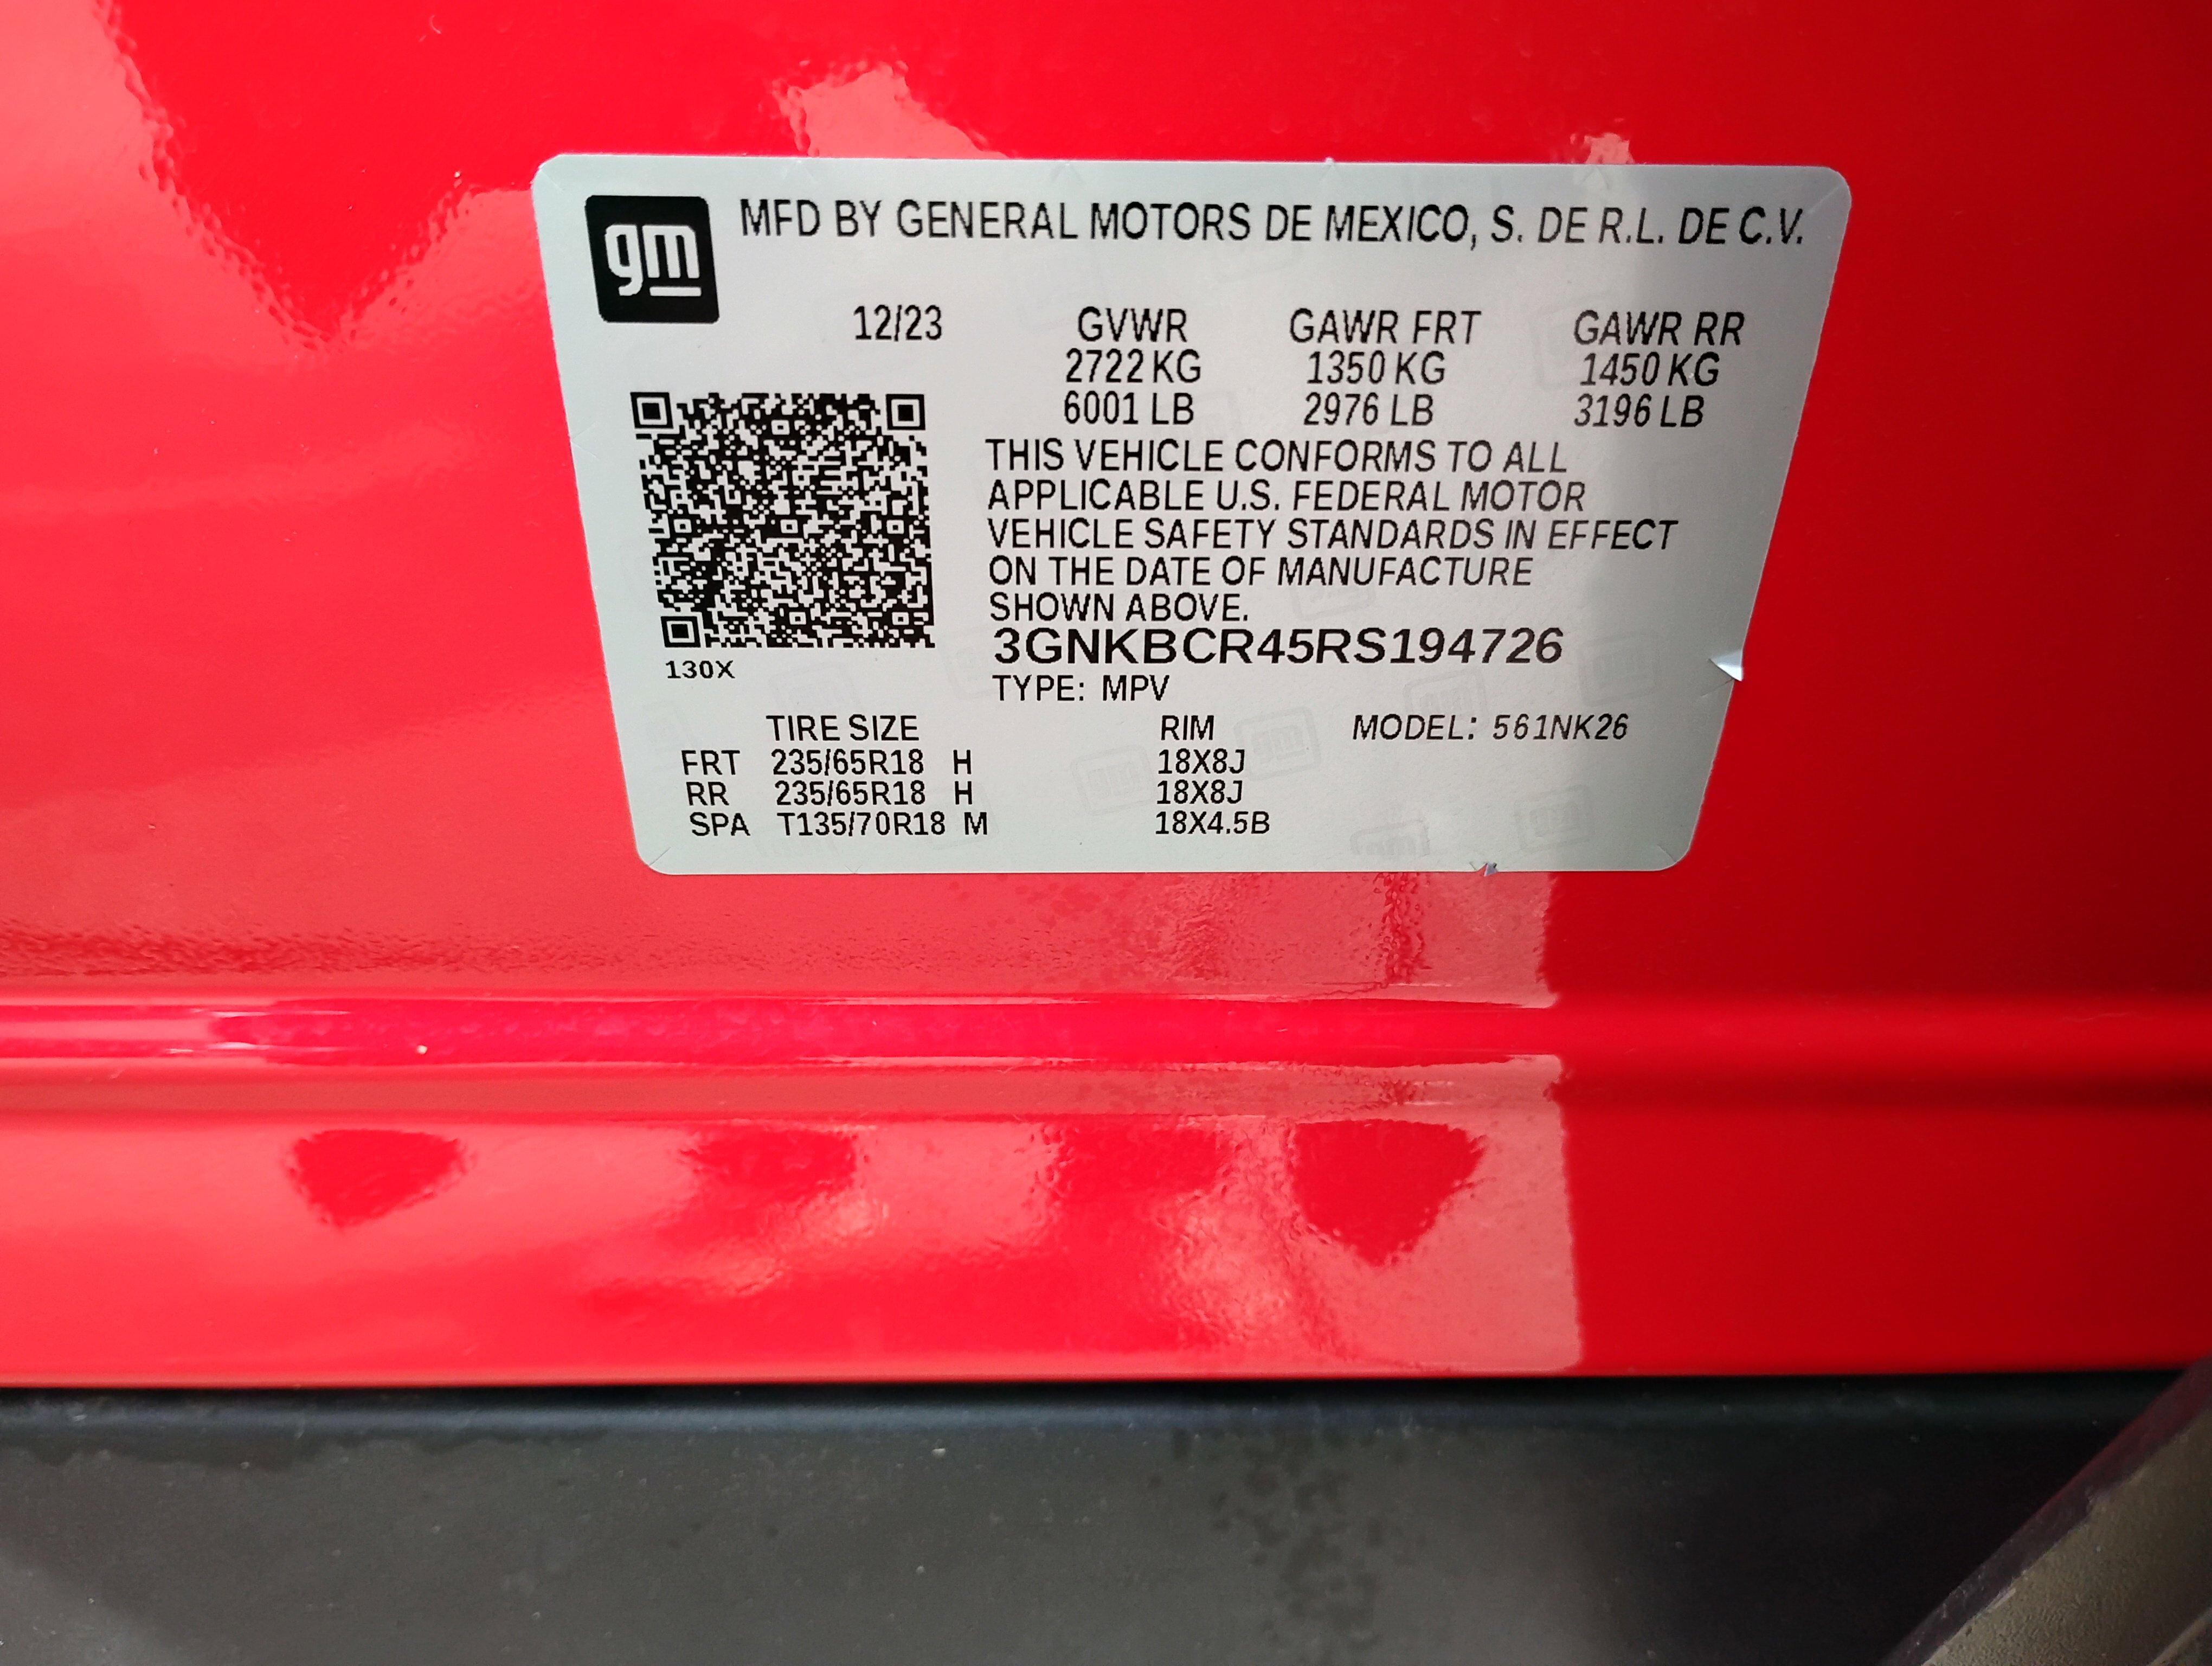 gm
MFD BY GENERAL MOTORS DE MEXICO, S. DE R.L. DE C.V.
12/23 GVWR GAWR FRT GAWR RR
2722 KG 1350 KG 1450 KG
6001 LB 2976 LB 3196 LB
THIS VEHICLE CONFORMS TO ALL
APPLICABLE U.S. FEDERAL MOTOR
VEHICLE SAFETY STANDARDS IN EFFECT
ON THE DATE OF MANUFACTURE
SHOWN ABOVE.
3GNKBCR45RS194726
130X
TYPE: MPV
TIRE SIZE RIM MODEL: 561NK26
FRT 235/65R18 H 18X8J
RR 235/65R18 H 18X8J
SPA T135/70R18 M 18X4.5B